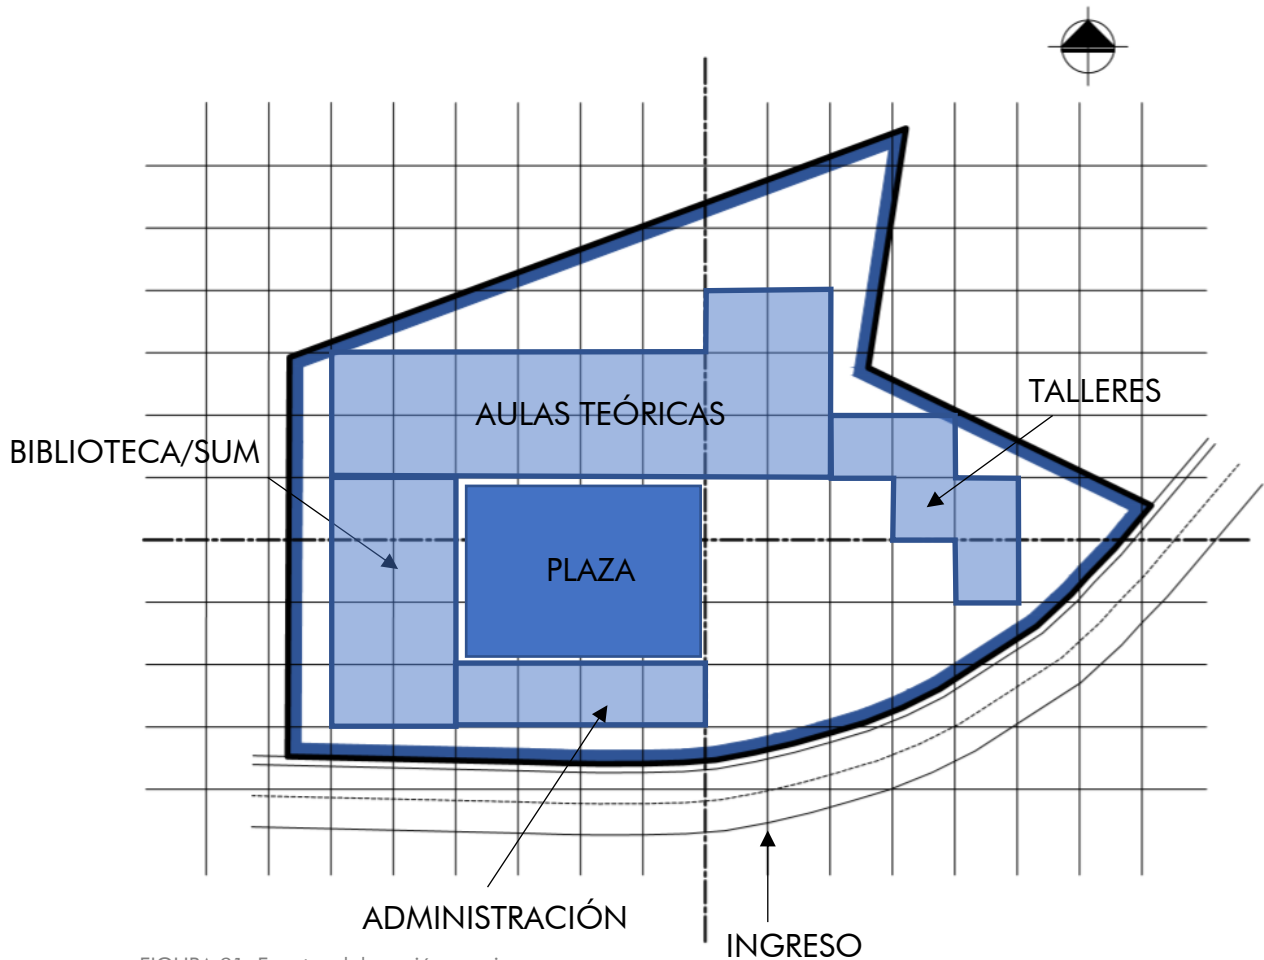 TALLERES
AULAS TEÓRICAS
BIBLIOTECA/SUM
PLAZA
ADMINISTRACIÓN
INGRESO